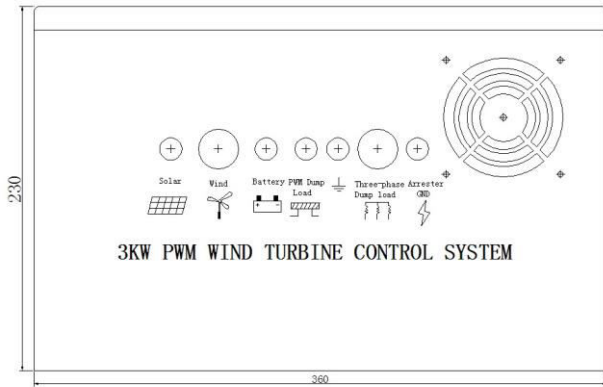 230
Solar
Wind
Battery
PWM Dump
Load
Three-phase
Dump load
Arrester
GND
3KW PWM WIND TURBINE CONTROL SYSTEM
360